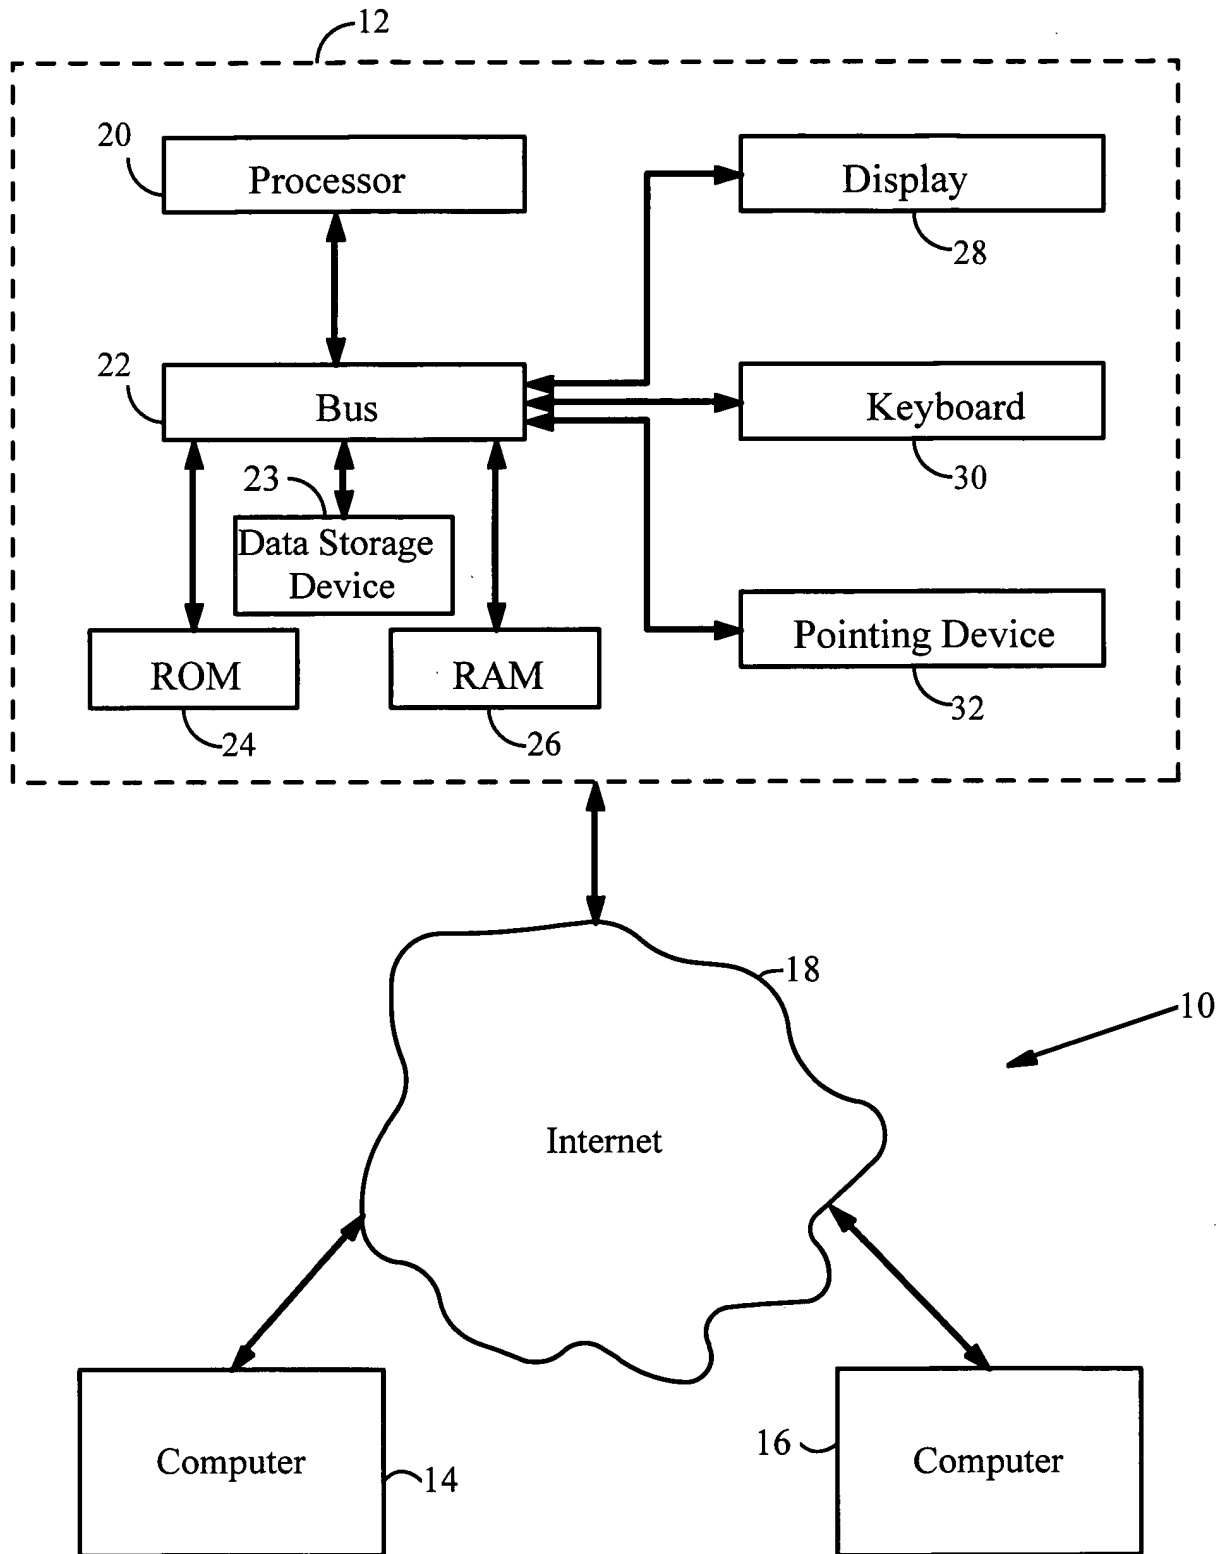 12
20
Processor
Display
28
22
Bus
Keyboard
30
23
Data Storage
Device
Pointing Device
32
ROM
24
RAM
26
18
10
Internet
Computer
14
16
Computer